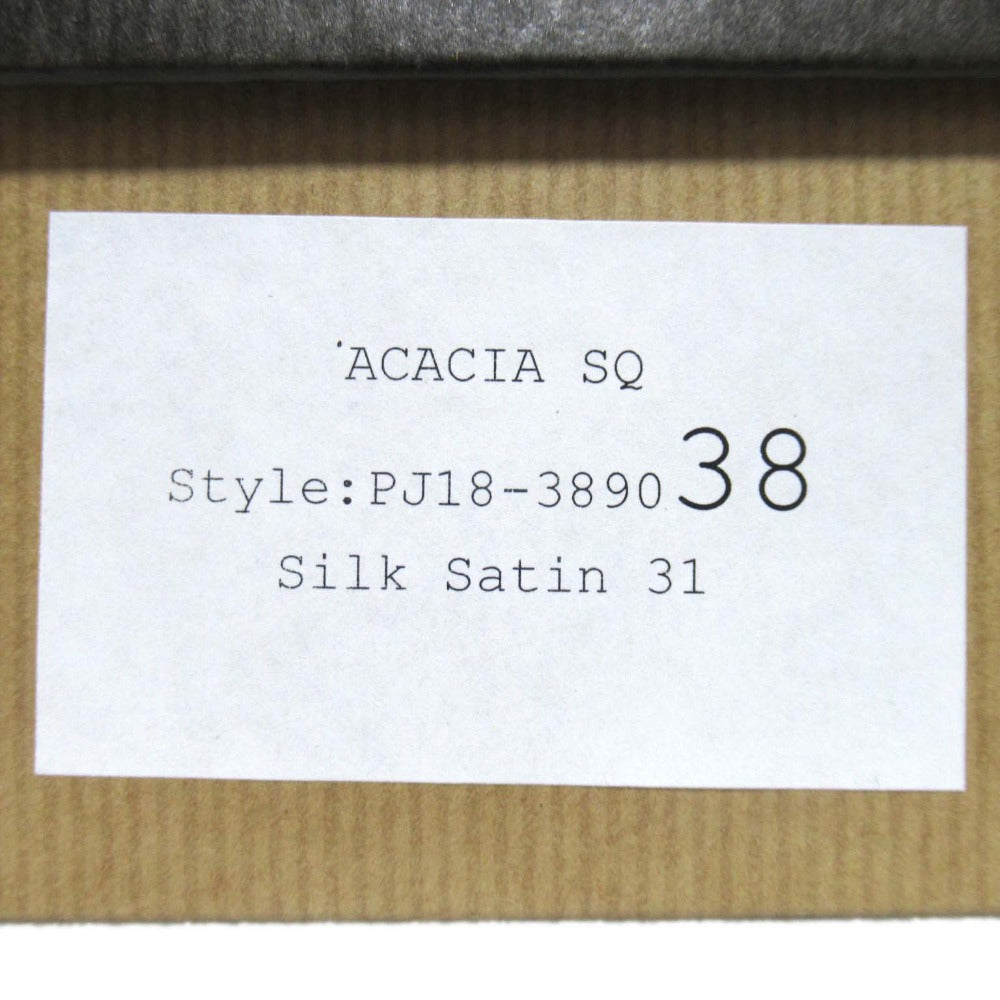 'ACACIA SQ
Style:PJ18-3890 38
Silk Satin 31